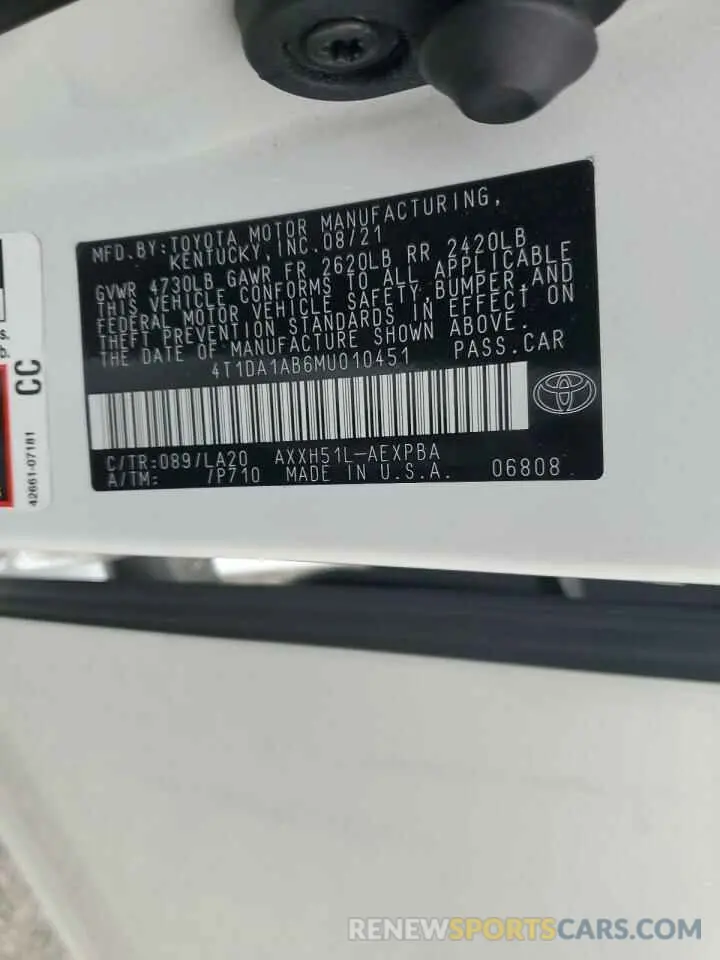 MFD. BY: TOYOTA MOTOR MANUFACTURING,
KENTUCKY, INC. 08/21
GVWR 4730LB GAWR FR 2620LB RR 2420LB
THIS VEHICLE CONFORMS TO ALL APPLICABLE
FEDERAL MOTOR VEHICLE SAFETY, BUMPER, AND
THEFT PREVENTION STANDARDS IN EFFECT ON
THE DATE OF MANUFACTURE SHOWN ABOVE.
4T1DA1AB6MU010451 PASS.CAR
C/TR:089/LA20 AXXH51L-AEXPBA
A/TM: /P710 MADE IN U.S.A. 06808
s.
b.
CC
42661-07181
RENEWSPORTSCARS.COM